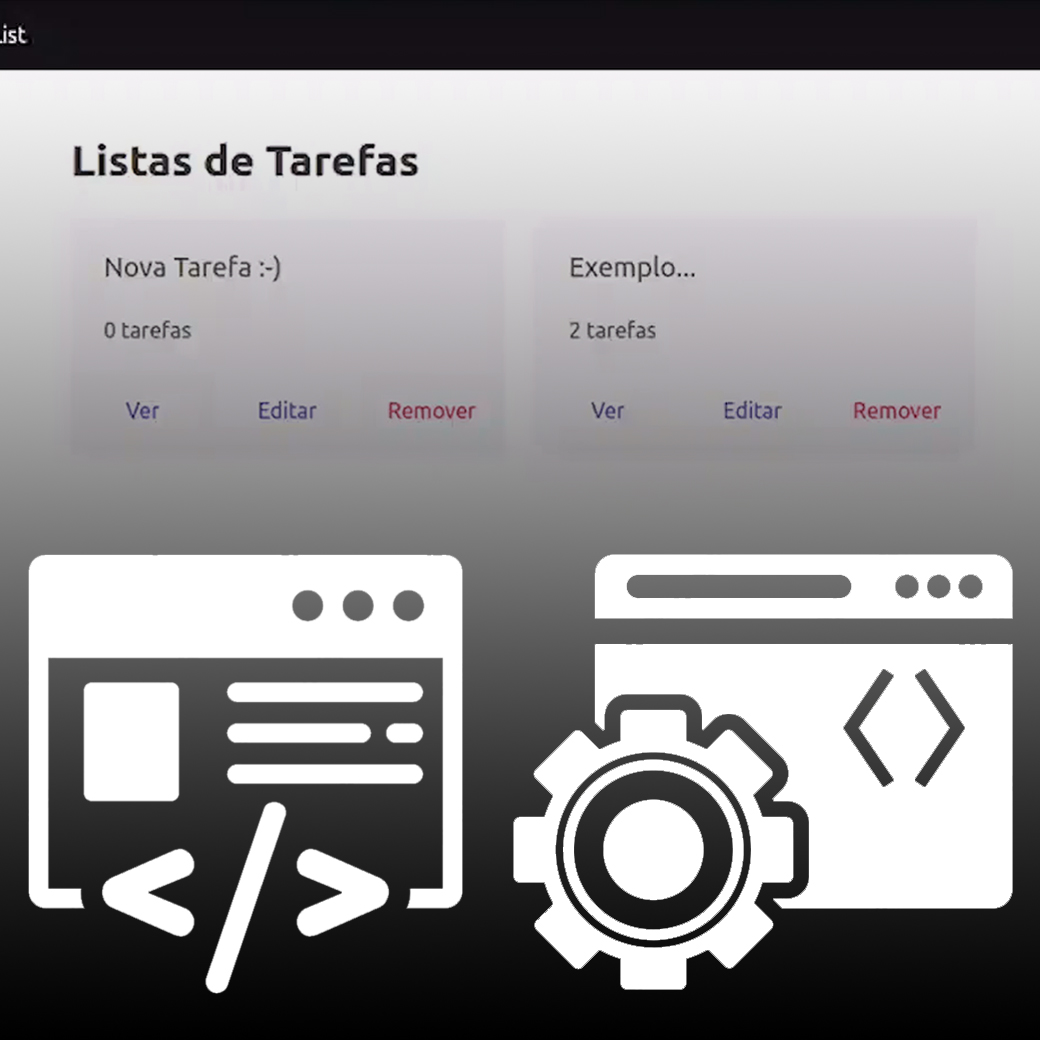 List
Listas de Tarefas
Nova Tarefa :-)
Exemplo...
0 tarefas
2 tarefas
Ver Editar Remover
Ver Editar Remover